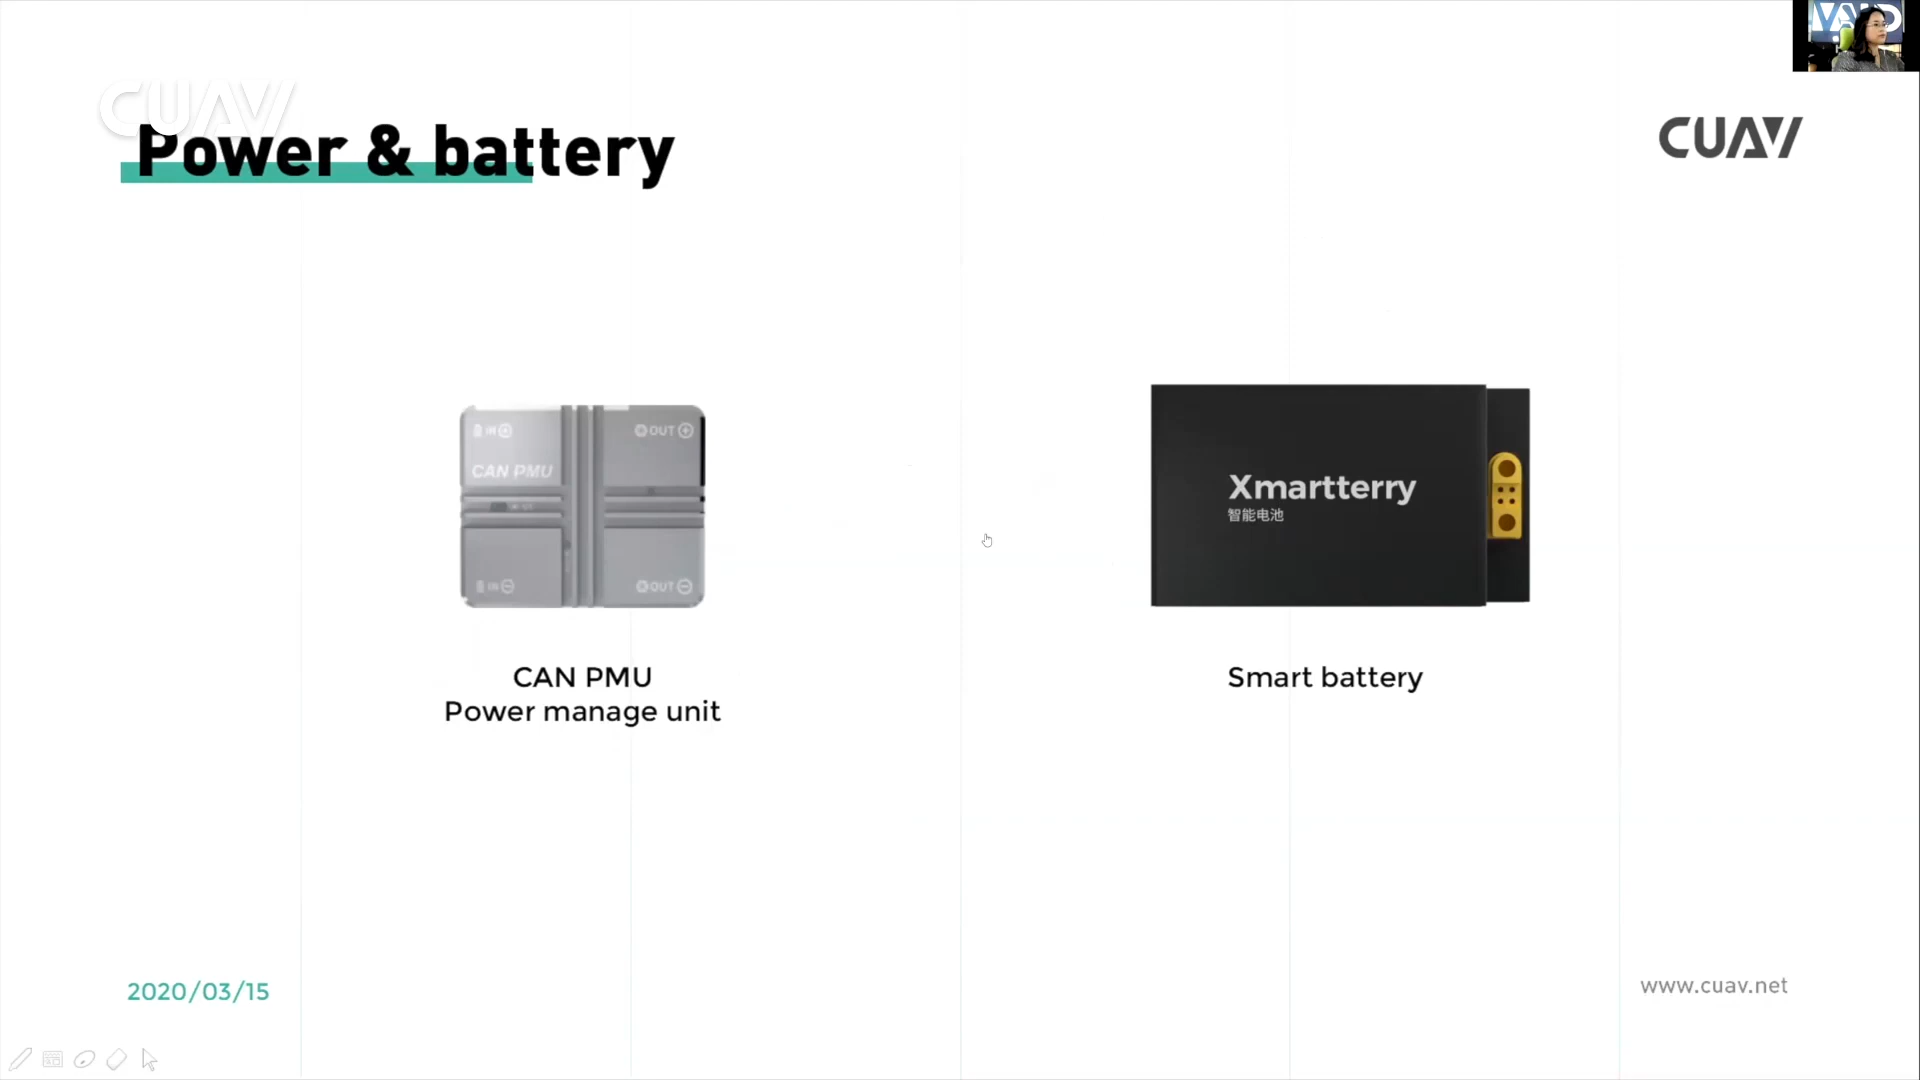 CUAV
Power & battery
CUAV
IN
OUT
CAN PMU
IN
OUT
Xmartterry
智能电池
CAN PMU
Power manage unit
Smart battery
2020/03/15
www.cuav.net